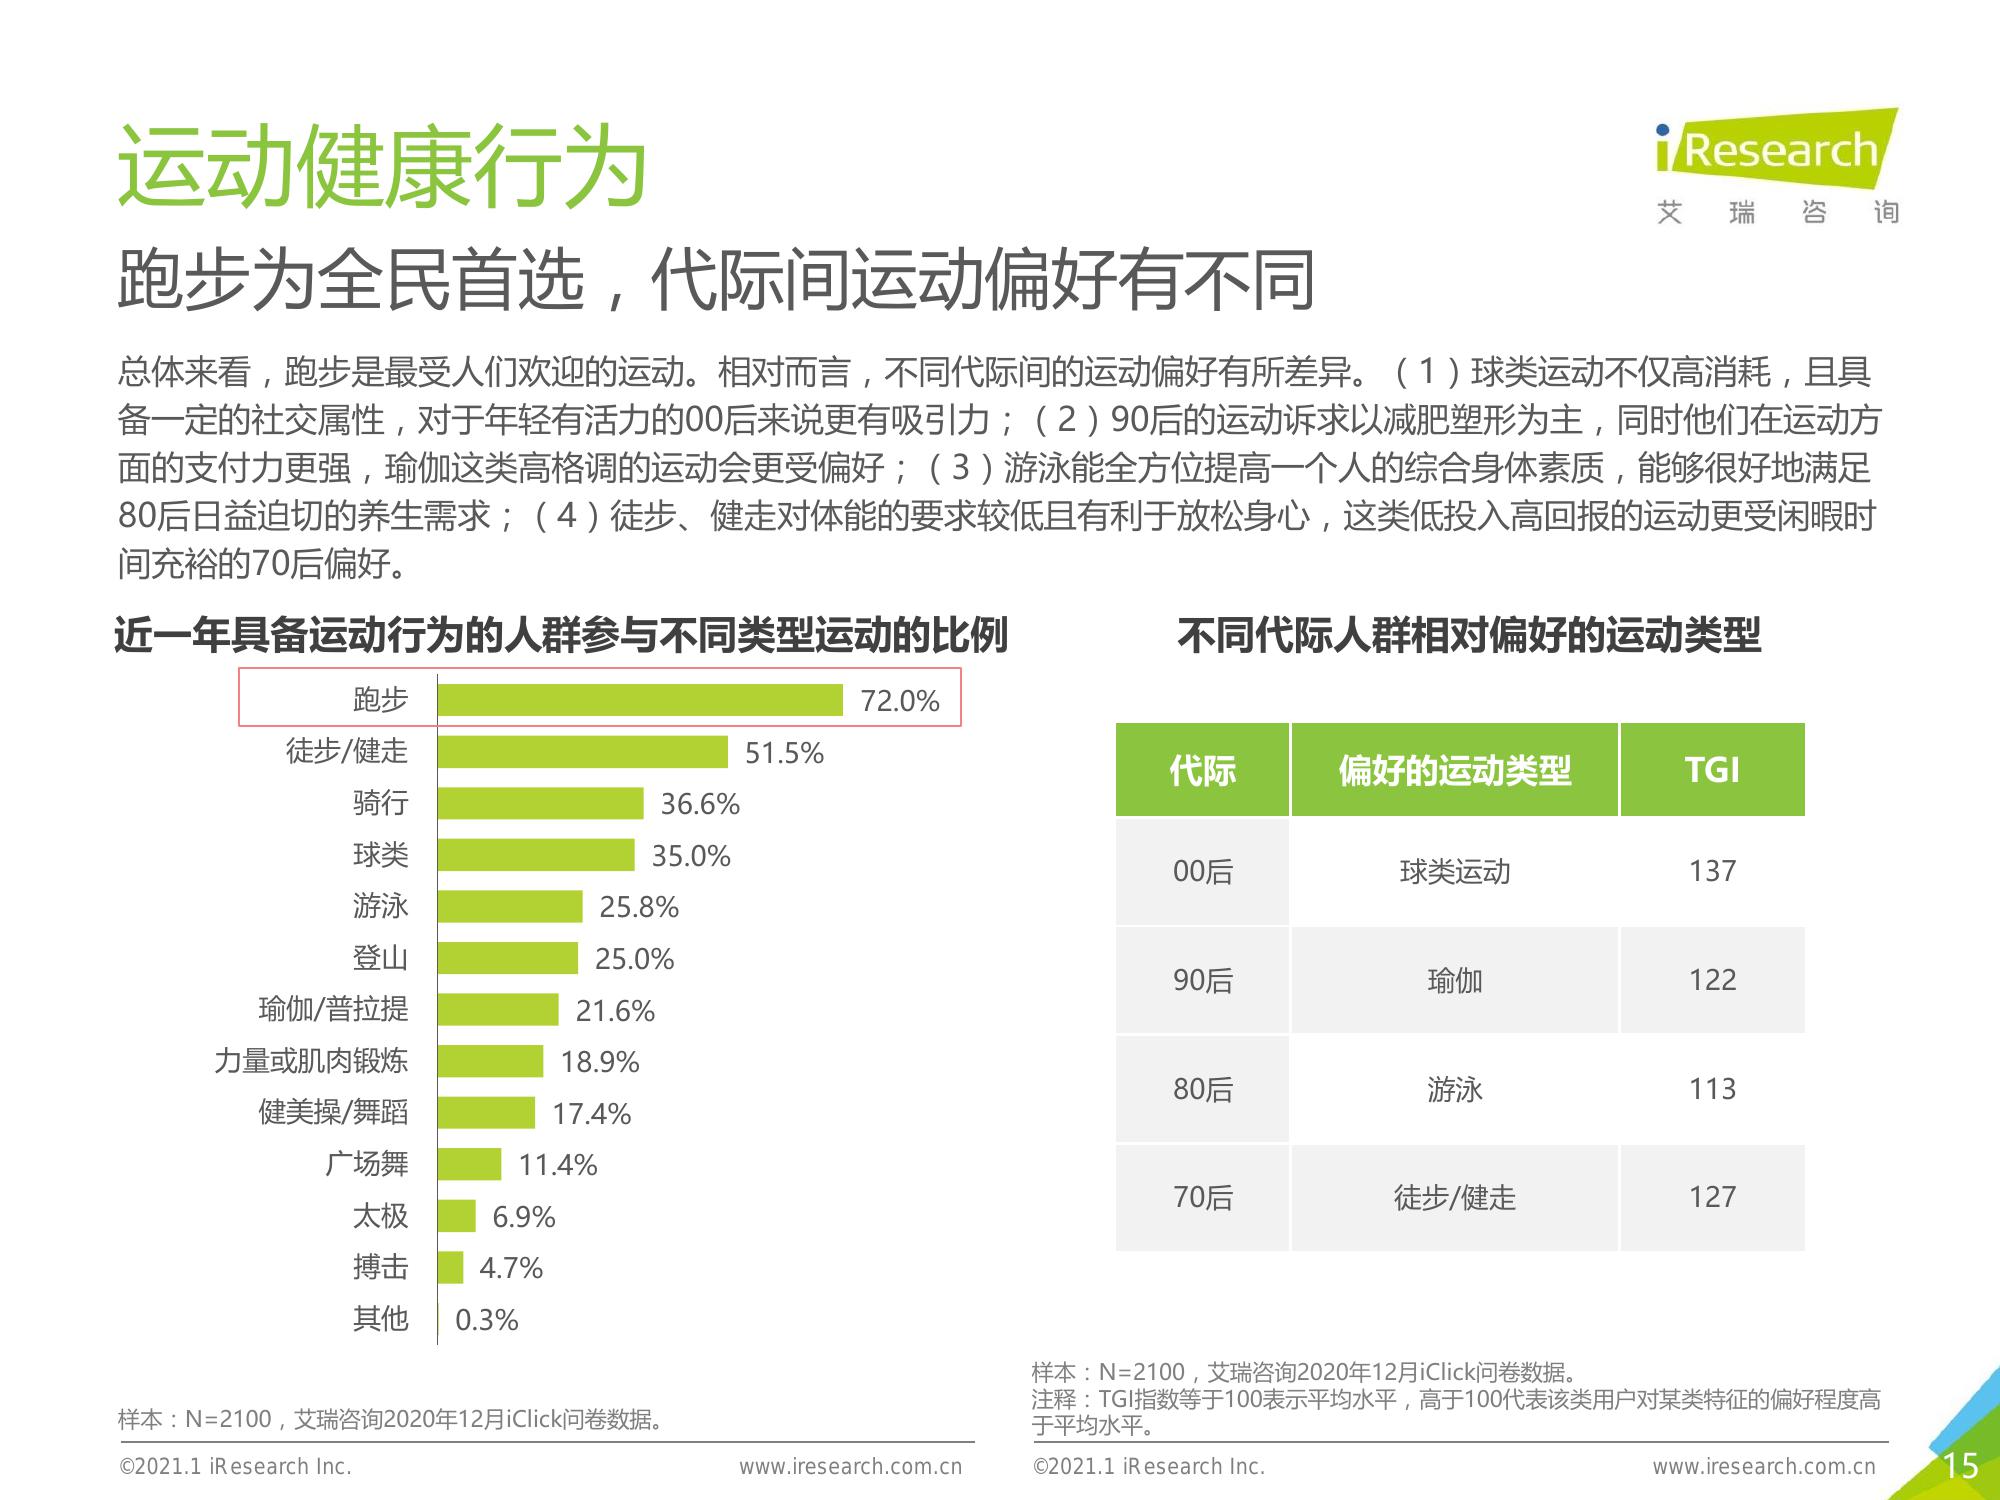 运动健康行为
iResearch
艾瑞咨询
跑步为全民首选，代际间运动偏好有不同
总体来看，跑步是最受人们欢迎的运动。相对而言，不同代际间的运动偏好有所差异。（1）球类运动不仅高消耗，且具
备一定的社交属性，对于年轻有活力的00后来说更有吸引力；（2）90后的运动诉求以减肥塑形为主，同时他们在运动方
面的支付力更强，瑜伽这类高格调的运动会更受偏好；（3）游泳能全方位提高一个人的综合身体素质，能够很好地满足
80后日益迫切的养生需求；（4）徒步、健走对体能的要求较低且有利于放松身心，这类低投入高回报的运动更受闲暇时
间充裕的70后偏好。
近一年具备运动行为的人群参与不同类型运动的比例
跑步 72.0%
徒步/健走 51.5%
骑行 36.6%
球类 35.0%
游泳 25.8%
登山 25.0%
瑜伽/普拉提 21.6%
力量或肌肉锻炼 18.9%
健美操/舞蹈 17.4%
广场舞 11.4%
太极 6.9%
搏击 4.7%
其他 0.3%
样本：N=2100，艾瑞咨询2020年12月iClick问卷数据。
©2021.1 iResearch Inc. www.iresearch.com.cn
不同代际人群相对偏好的运动类型
代际 偏好的运动类型 TGI
00后 球类运动 137
90后 瑜伽 122
80后 游泳 113
70后 徒步/健走 127
样本：N=2100，艾瑞咨询2020年12月iClick问卷数据。
注释：TGI指数等于100表示平均水平，高于100代表该类用户对某类特征的偏好程度高
于平均水平。
©2021.1 iResearch Inc. www.iresearch.com.cn
15